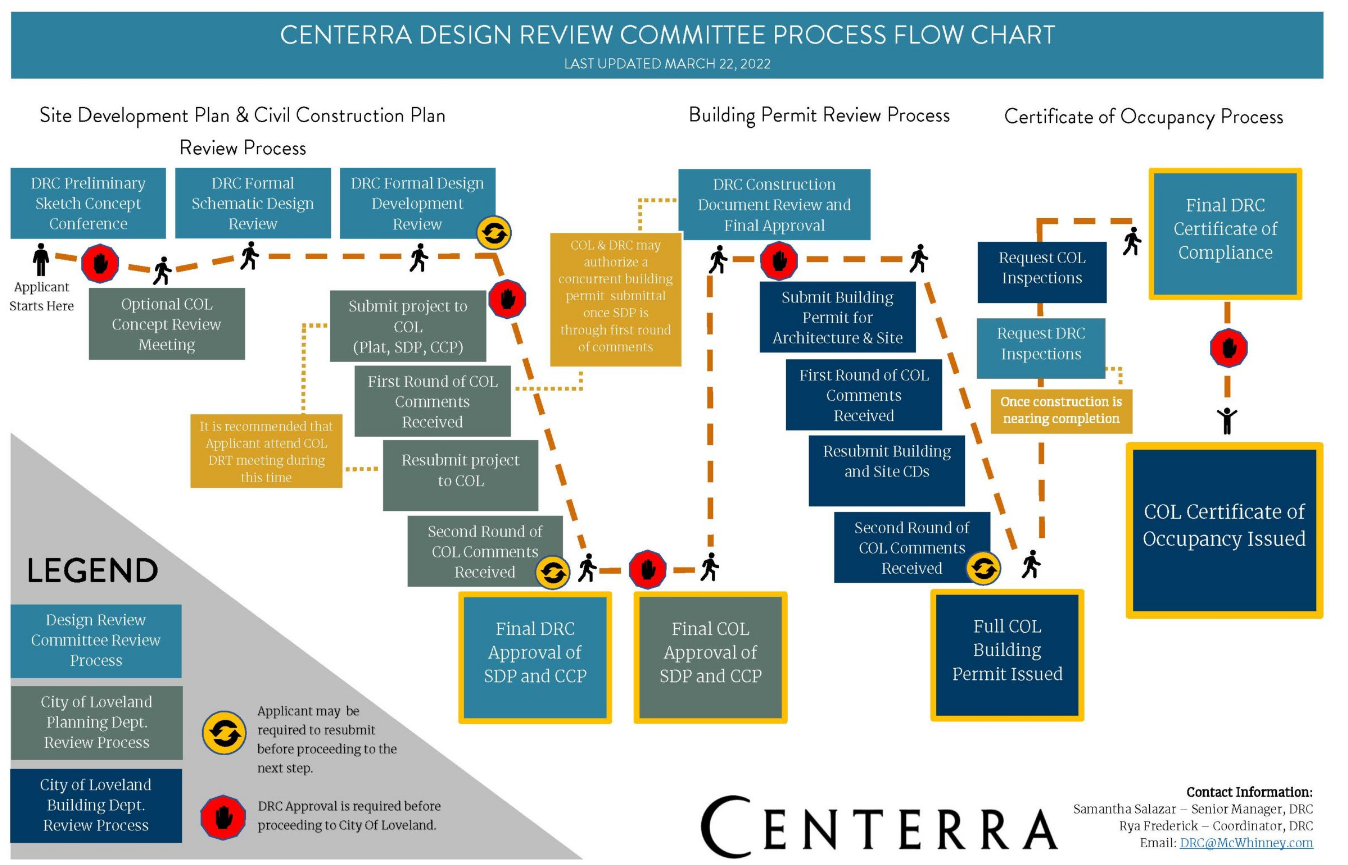 CENTERRA DESIGN REVIEW COMMITTEE PROCESS FLOW CHART
LAST UPDATED MARCH 22, 2022
Site Development Plan & Civil Construction Plan
Review Process
DRC Preliminary
Sketch Concept
Conference
DRC Formal
Schematic Design
Review
DRC Formal Design
Development
Review
Applicant
Starts Here
Optional COL
Concept Review
Meeting
Submit project to
COL
(Plat, SDP, CCP)
First Round of COL
Comments
Received
It is recommended that
Applicant attend COL
DRT meeting during
this time
Resubmit project
to COL
Second Round of
COL Comments
Received
Final DRC
Approval of
SDP and CCP
Final COL
Approval of
SDP and CCP
COL & DRC may
authorize a
concurrent building
permit submittal
once SDP is
through first round
of comments
Building Permit Review Process
DRC Construction
Document Review and
Final Approval
Submit Building
Permit for
Architecture & Site
First Round of COL
Comments
Received
Resubmit Building
and Site CDs
Second Round of
COL Comments
Received
Full COL
Building
Permit Issued
Certificate of Occupancy Process
Request COL
Inspections
Request DRC
Inspections
Once construction is
nearing completion
Final DRC
Certificate of
Compliance
COL Certificate of
Occupancy Issued
LEGEND
Design Review
Committee Review
Process
City of Loveland
Planning Dept.
Review Process
City of Loveland
Building Dept.
Review Process
Applicant may be
required to resubmit
before proceeding to the
next step.
DRC Approval is required before
proceeding to City Of Loveland.
CENTERRA
Contact Information:
Samantha Salazar – Senior Manager, DRC
Rya Frederick – Coordinator, DRC
Email: DRC@McWhinney.com